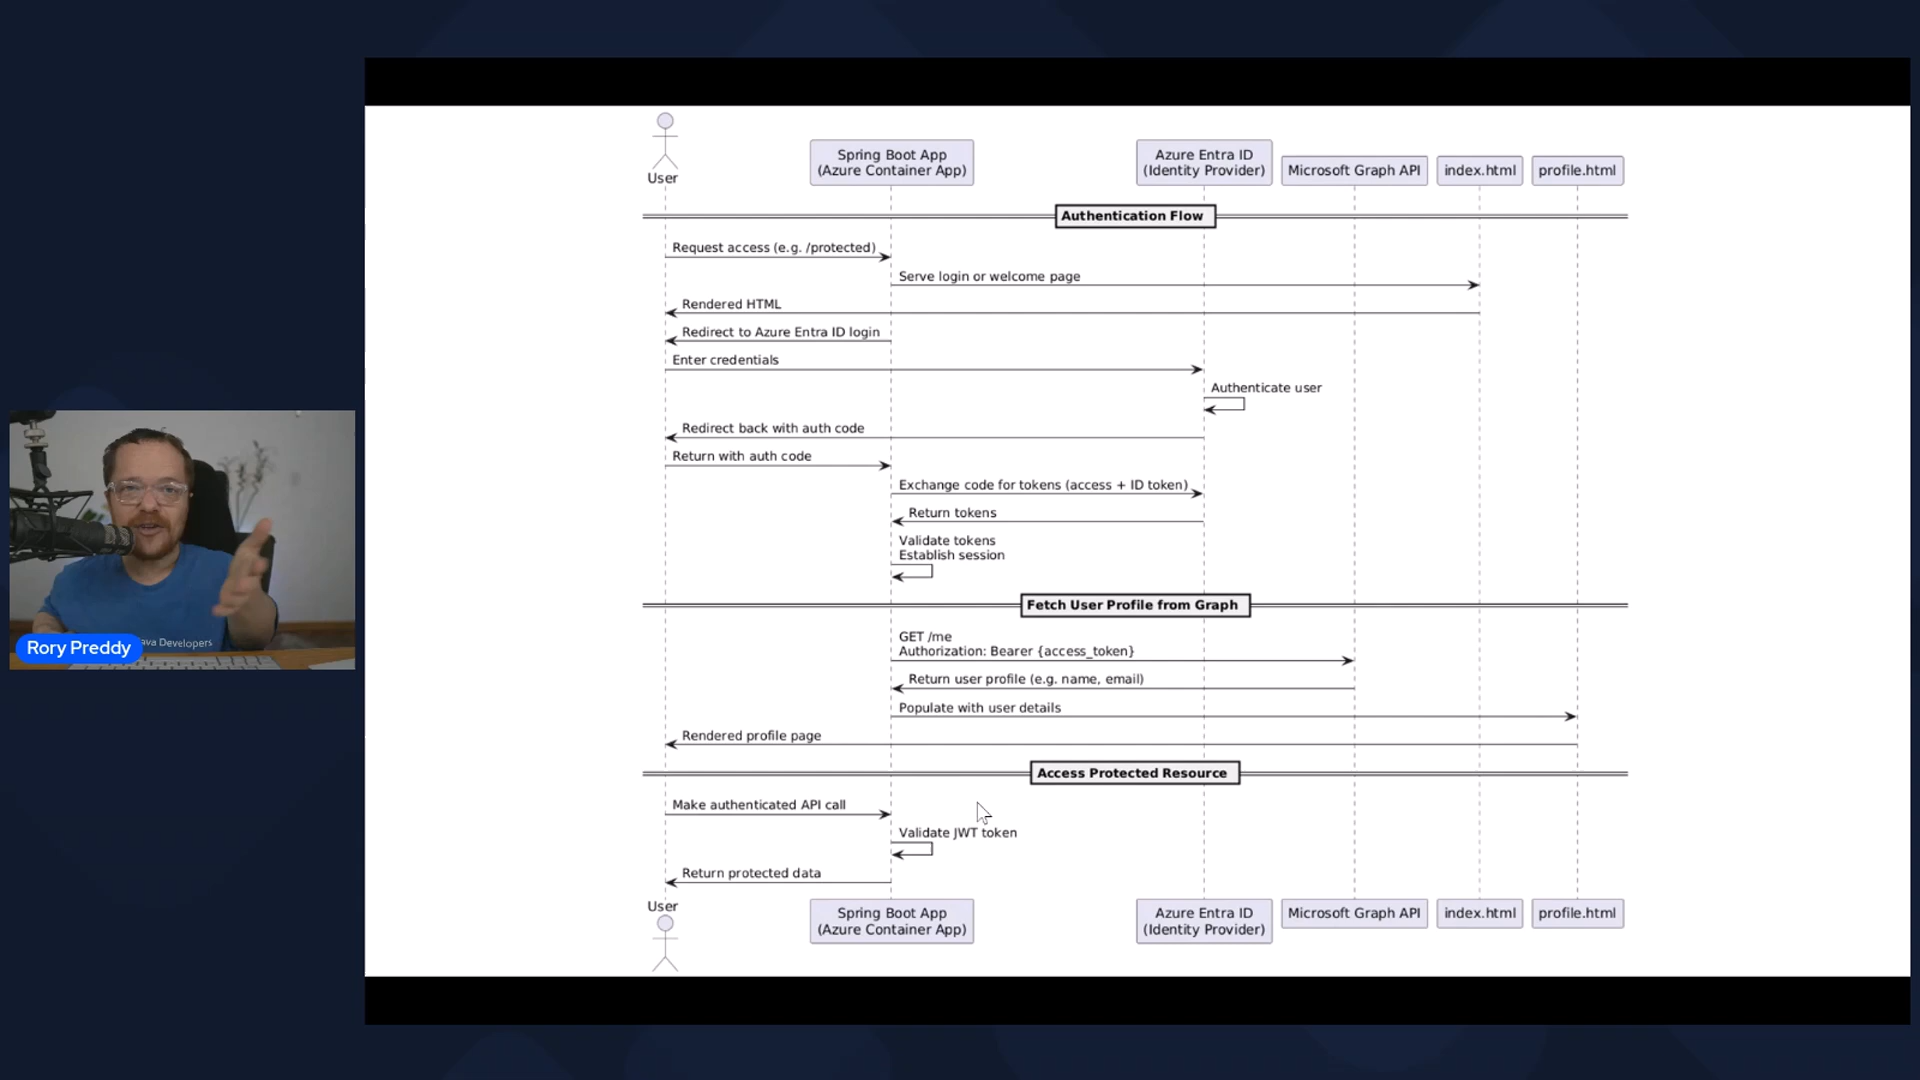 User
Spring Boot App
(Azure Container App)
Azure Entra ID
(Identity Provider)
Microsoft Graph API
index.html
profile.html
Authentication Flow
Request access (e.g. /protected)
Serve login or welcome page
Rendered HTML
Redirect to Azure Entra ID login
Enter credentials
Authenticate user
Redirect back with auth code
Return with auth code
Exchange code for tokens (access + ID token)
Return tokens
Validate tokens
Establish session
Fetch User Profile from Graph
GET /me
Authorization: Bearer {access_token}
Return user profile (e.g. name, email)
Populate with user details
Rendered profile page
Access Protected Resource
Make authenticated API call
Validate JWT token
Return protected data
User
Spring Boot App
(Azure Container App)
Azure Entra ID
(Identity Provider)
Microsoft Graph API
index.html
profile.html
Rory Preddy
Developers